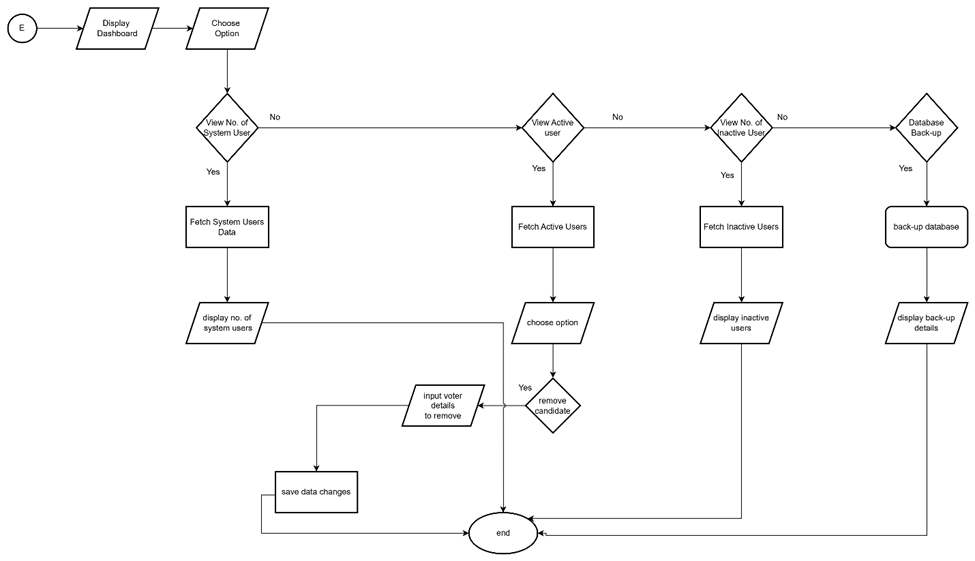 E
Display
Dashboard
Choose
Option
View No. of
System User
No
View Active
user
No
View No. of
Inactive User
No
Database
Back-up
Yes
Yes
Yes
Yes
Fetch System Users
Data
Fetch Active Users
Fetch Inactive Users
back-up database
display no. of
system users
choose option
display inactive
users
display back-up
details
input voter
details
to remove
Yes
remove
candidate
save data changes
end